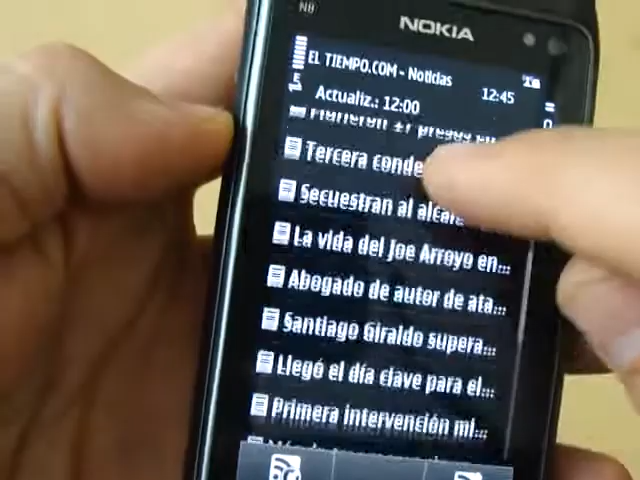 N8
NOKIA
EL TIEMPO.COM - Noticias
12:45
Actualiz.: 12:00
Tercera conde
Secuestran al alcal
La vida del Joe Arroyo en...
Abogado de autor de ata...
Santiago Giraldo supera...
Llegó el día clave para el...
Primera intervención mi...